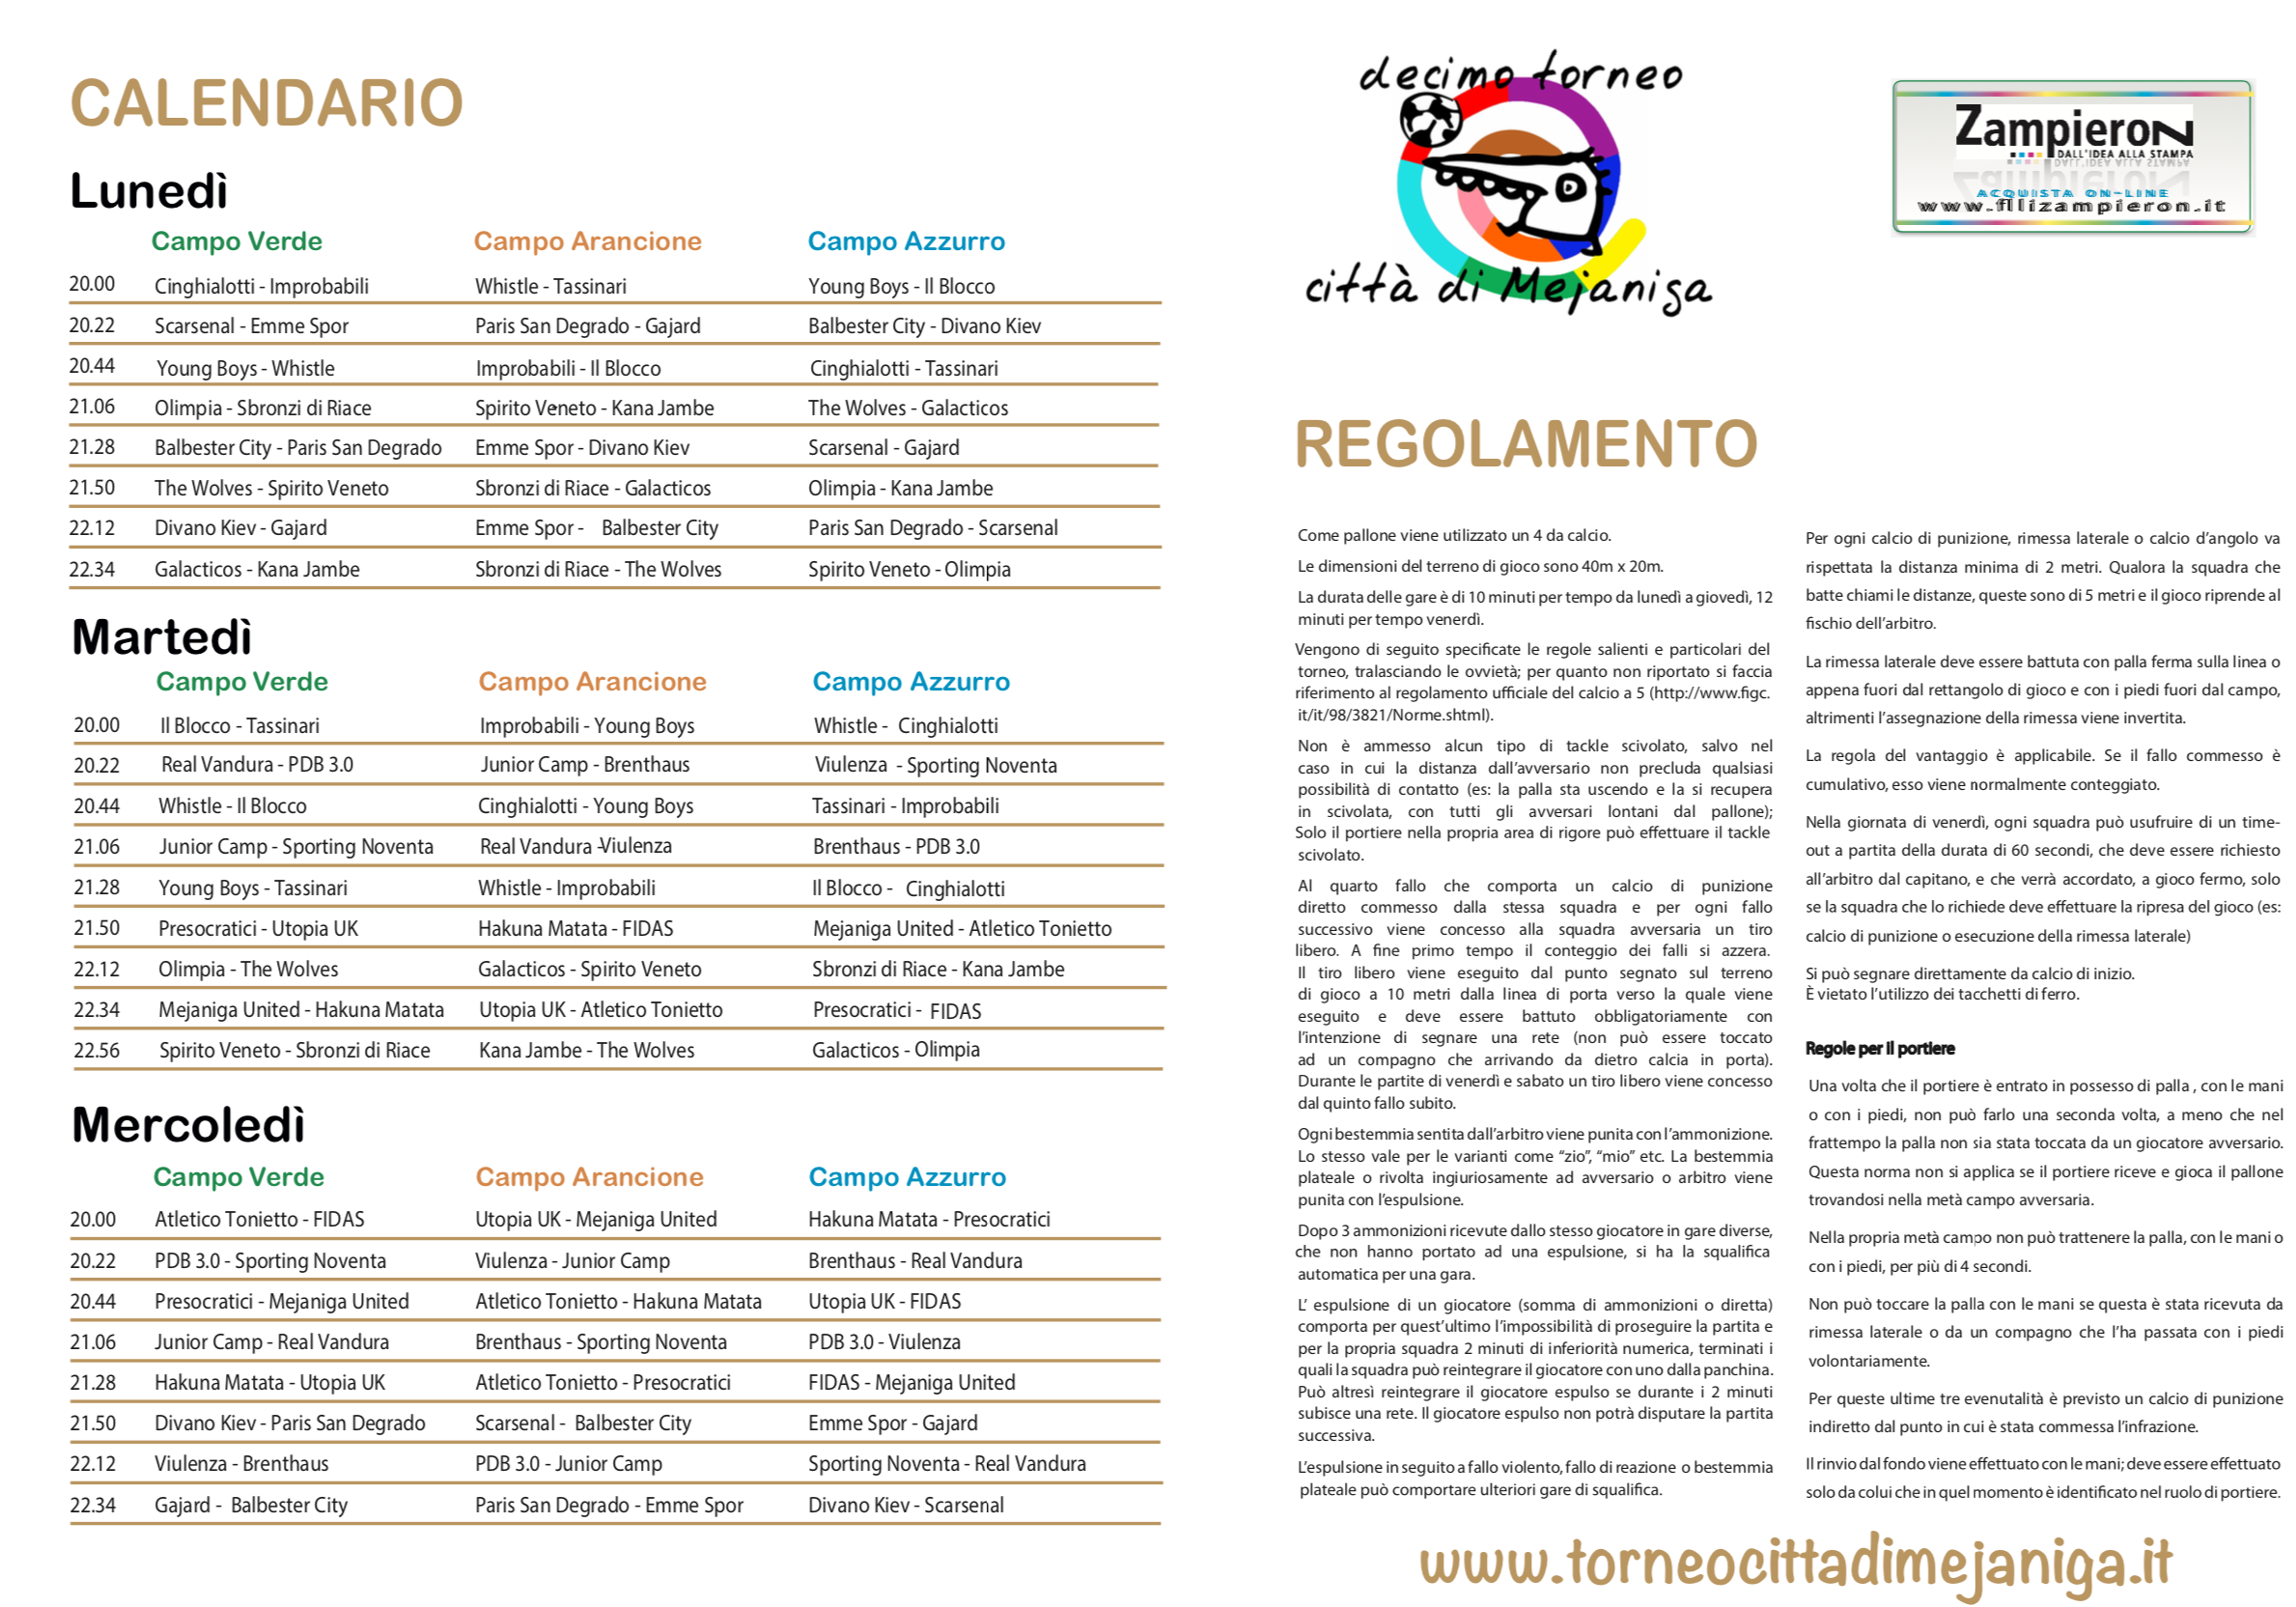 CALENDARIO
Lunedì
Campo Verde Campo Arancione Campo Azzurro
20.00 Cinghialotti - Improbabili Whistle - Tassinari Young Boys - Il Blocco
20.22 Scarsenal - Emme Spor Paris San Degrado - Gajard Balbester City - Divano Kiev
20.44 Young Boys - Whistle Improbabili - Il Blocco Cinghialotti - Tassinari
21.06 Olimpia - Sbronzi di Riace Spirito Veneto - Kana Jambe The Wolves - Galacticos
21.28 Balbester City - Paris San Degrado Emme Spor - Divano Kiev Scarsenal - Gajard
21.50 The Wolves - Spirito Veneto Sbronzi di Riace - Galacticos Olimpia - Kana Jambe
22.12 Divano Kiev - Gajard Emme Spor - Balbester City Paris San Degrado - Scarsenal
22.34 Galacticos - Kana Jambe Sbronzi di Riace - The Wolves Spirito Veneto - Olimpia
Martedì
Campo Verde Campo Arancione Campo Azzurro
20.00 Il Blocco - Tassinari Improbabili - Young Boys Whistle - Cinghialotti
20.22 Real Vandura - PDB 3.0 Junior Camp - Brenthaus Viulenza - Sporting Noventa
20.44 Whistle - Il Blocco Cinghialotti - Young Boys Tassinari - Improbabili
21.06 Junior Camp - Sporting Noventa Real Vandura -Viulenza Brenthaus - PDB 3.0
21.28 Young Boys - Tassinari Whistle - Improbabili Il Blocco - Cinghialotti
21.50 Presocratici - Utopia UK Hakuna Matata - FIDAS Mejaniga United - Atletico Tonietto
22.12 Olimpia - The Wolves Galacticos - Spirito Veneto Sbronzi di Riace - Kana Jambe
22.34 Mejaniga United - Hakuna Matata Utopia UK - Atletico Tonietto Presocratici - FIDAS
22.56 Spirito Veneto - Sbronzi di Riace Kana Jambe - The Wolves Galacticos - Olimpia
Mercoledì
Campo Verde Campo Arancione Campo Azzurro
20.00 Atletico Tonietto - FIDAS Utopia UK - Mejaniga United Hakuna Matata - Presocratici
20.22 PDB 3.0 - Sporting Noventa Viulenza - Junior Camp Brenthaus - Real Vandura
20.44 Presocratici - Mejaniga United Atletico Tonietto - Hakuna Matata Utopia UK - FIDAS
21.06 Junior Camp - Real Vandura Brenthaus - Sporting Noventa PDB 3.0 - Viulenza
21.28 Hakuna Matata - Utopia UK Atletico Tonietto - Presocratici FIDAS - Mejaniga United
21.50 Divano Kiev - Paris San Degrado Scarsenal - Balbester City Emme Spor - Gajard
22.12 Viulenza - Brenthaus PDB 3.0 - Junior Camp Sporting Noventa - Real Vandura
22.34 Gajard - Balbester City Paris San Degrado - Emme Spor Divano Kiev - Scarsenal
decimo torneo
città di Mejaniga
Zampieron
DALL'IDEA ALLA STAMPA
ACQUISTA ON-LINE
www.fllizampieron.it
REGOLAMENTO
Come pallone viene utilizzato un 4 da calcio.
Le dimensioni del terreno di gioco sono 40m x 20m.
La durata delle gare è di 10 minuti per tempo da lunedì a giovedì, 12
minuti per tempo venerdì.
Vengono di seguito specificate le regole salienti e particolari del
torneo, tralasciando le ovvietà; per quanto non riportato si faccia
riferimento al regolamento ufficiale del calcio a 5 (http://www.figc.
it/it/98/3821/Norme.shtml).
Non è ammesso alcun tipo di tackle scivolato, salvo nel
caso in cui la distanza dall'avversario non precluda qualsiasi
possibilità di contatto (es: la palla sta uscendo e la si recupera
in scivolata, con tutti gli avversari lontani dal pallone);
Solo il portiere nella propria area di rigore può effettuare il tackle
scivolato.
Al quarto fallo che comporta un calcio di punizione
diretto commesso dalla stessa squadra e per ogni fallo
successivo viene concesso alla squadra avversaria un tiro
libero. A fine primo tempo il conteggio dei falli si azzera.
Il tiro libero viene eseguito dal punto segnato sul terreno
di gioco a 10 metri dalla linea di porta verso la quale viene
eseguito e deve essere battuto obbligatoriamente con
l'intenzione di segnare una rete (non può essere toccato
ad un compagno che arrivando da dietro calcia in porta).
Durante le partite di venerdì e sabato un tiro libero viene concesso
dal quinto fallo subito.
Ogni bestemmia sentita dall'arbitro viene punita con l'ammonizione.
Lo stesso vale per le varianti come “zio”, “mio” etc. La bestemmia
plateale o rivolta ingiuriosamente ad avversario o arbitro viene
punita con l'espulsione.
Dopo 3 ammonizioni ricevute dallo stesso giocatore in gare diverse,
che non hanno portato ad una espulsione, si ha la squalifica
automatica per una gara.
L' espulsione di un giocatore (somma di ammonizioni o diretta)
comporta per quest'ultimo l'impossibilità di proseguire la partita e
per la propria squadra 2 minuti di inferiorità numerica, terminati i
quali la squadra può reintegrare il giocatore con uno dalla panchina.
Può altresì reintegrare il giocatore espulso se durante i 2 minuti
subisce una rete. Il giocatore espulso non potrà disputare la partita
successiva.
L'espulsione in seguito a fallo violento, fallo di reazione o bestemmia
plateale può comportare ulteriori gare di squalifica.
Per ogni calcio di punizione, rimessa laterale o calcio d'angolo va
rispettata la distanza minima di 2 metri. Qualora la squadra che
batte chiami le distanze, queste sono di 5 metri e il gioco riprende al
fischio dell'arbitro.
La rimessa laterale deve essere battuta con palla ferma sulla linea o
appena fuori dal rettangolo di gioco e con i piedi fuori dal campo,
altrimenti l'assegnazione della rimessa viene invertita.
La regola del vantaggio è applicabile. Se il fallo commesso è
cumulativo, esso viene normalmente conteggiato.
Nella giornata di venerdì, ogni squadra può usufruire di un time-
out a partita della durata di 60 secondi, che deve essere richiesto
all'arbitro dal capitano, e che verrà accordato, a gioco fermo, solo
se la squadra che lo richiede deve effettuare la ripresa del gioco (es:
calcio di punizione o esecuzione della rimessa laterale)
Si può segnare direttamente da calcio di inizio.
È vietato l'utilizzo dei tacchetti di ferro.
Regole per il portiere
Una volta che il portiere è entrato in possesso di palla , con le mani
o con i piedi, non può farlo una seconda volta, a meno che nel
frattempo la palla non sia stata toccata da un giocatore avversario.
Questa norma non si applica se il portiere riceve e gioca il pallone
trovandosi nella metà campo avversaria.
Nella propria metà campo non può trattenere la palla, con le mani o
con i piedi, per più di 4 secondi.
Non può toccare la palla con le mani se questa è stata ricevuta da
rimessa laterale o da un compagno che l'ha passata con i piedi
volontariamente.
Per queste ultime tre evenutalità è previsto un calcio di punizione
indiretto dal punto in cui è stata commessa l'infrazione.
Il rinvio dal fondo viene effettuato con le mani; deve essere effettuato
solo da colui che in quel momento è identificato nel ruolo di portiere.
www.torneocittadimejaniga.it